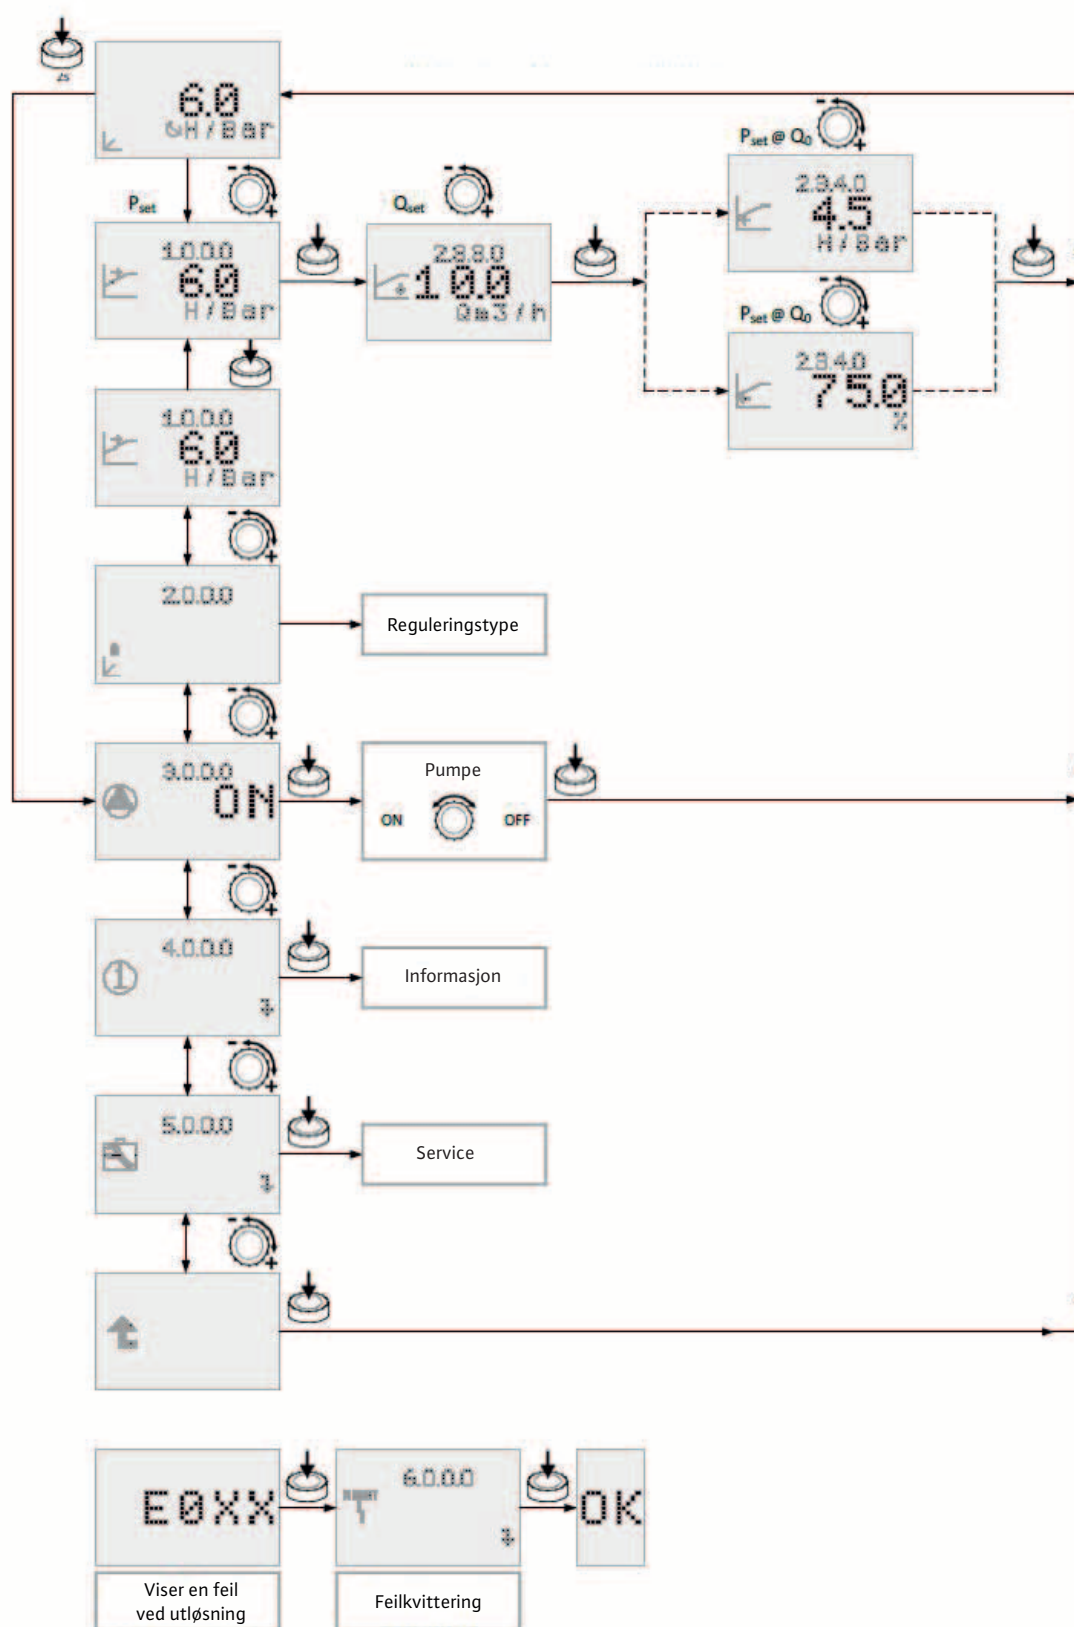 2s
6.0
H/Bar
Pset
1.0.0.0
6.0
H/Bar
Qset
2.3.3.0
10.0
Qm3/h
Pset @ Q0
2.3.4.0
4.5
H/Bar
Pset @ Q0
2.3.4.0
75.0
%
1.0.0.0
6.0
H/Bar
2.0.0.0
Reguleringstype
3.0.0.0
ON
Pumpe
ON OFF
4.0.0.0
Informasjon
5.0.0.0
Service
E0XX
6.0.0.0
OK
Viser en feil
ved utløsning
Feilkvittering